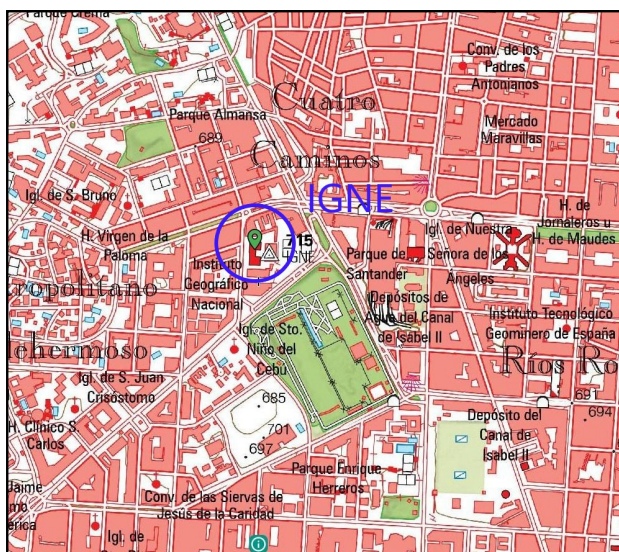 Parque Crema
Conv. de los
Padres
Antonianos
Cuatro
Parque Almansa
689
Mercado
Maravillas
Caminos
Igl. de S. Bruno
IGNE
H. de
Jornaleros u
H. de Maudes
H. Virgen de la
Paloma
715
IGNE
Igl. de Nuestra
Señora de los
Ángeles
Parque de
Santander
Instituto
Geográfico
Nacional
ropolitano
Depósitos de
Agua del Canal
de Isabel II
Instituto Tecnológico
Geominero de España
Igl. de Sto.
Niño del
Cebú
lehermoso
Ríos Ro
Igl. de S. Juan
Crisóstomo
685
701
697
691
694
H. Clínico S.
Carlos
Depósito del
Canal de
Isabel II
Parque Enrique
Herreros
Jaime
mo
érica
Conv. de las Siervas de
Jesús de la Caridad
Igl. de